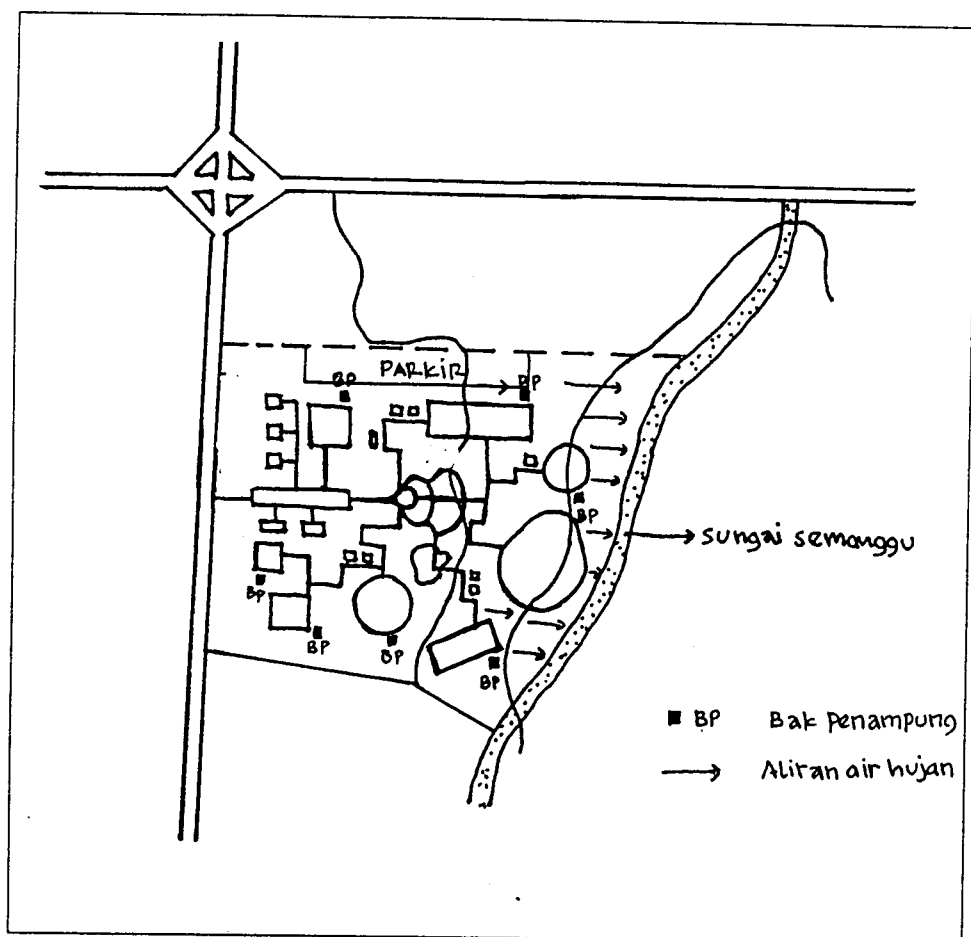 PARKIR
BP
BP
BP
Sungai semanggu
BP
BP
BP
BP
■ BP Bak penampung
→ Aliran air hujan